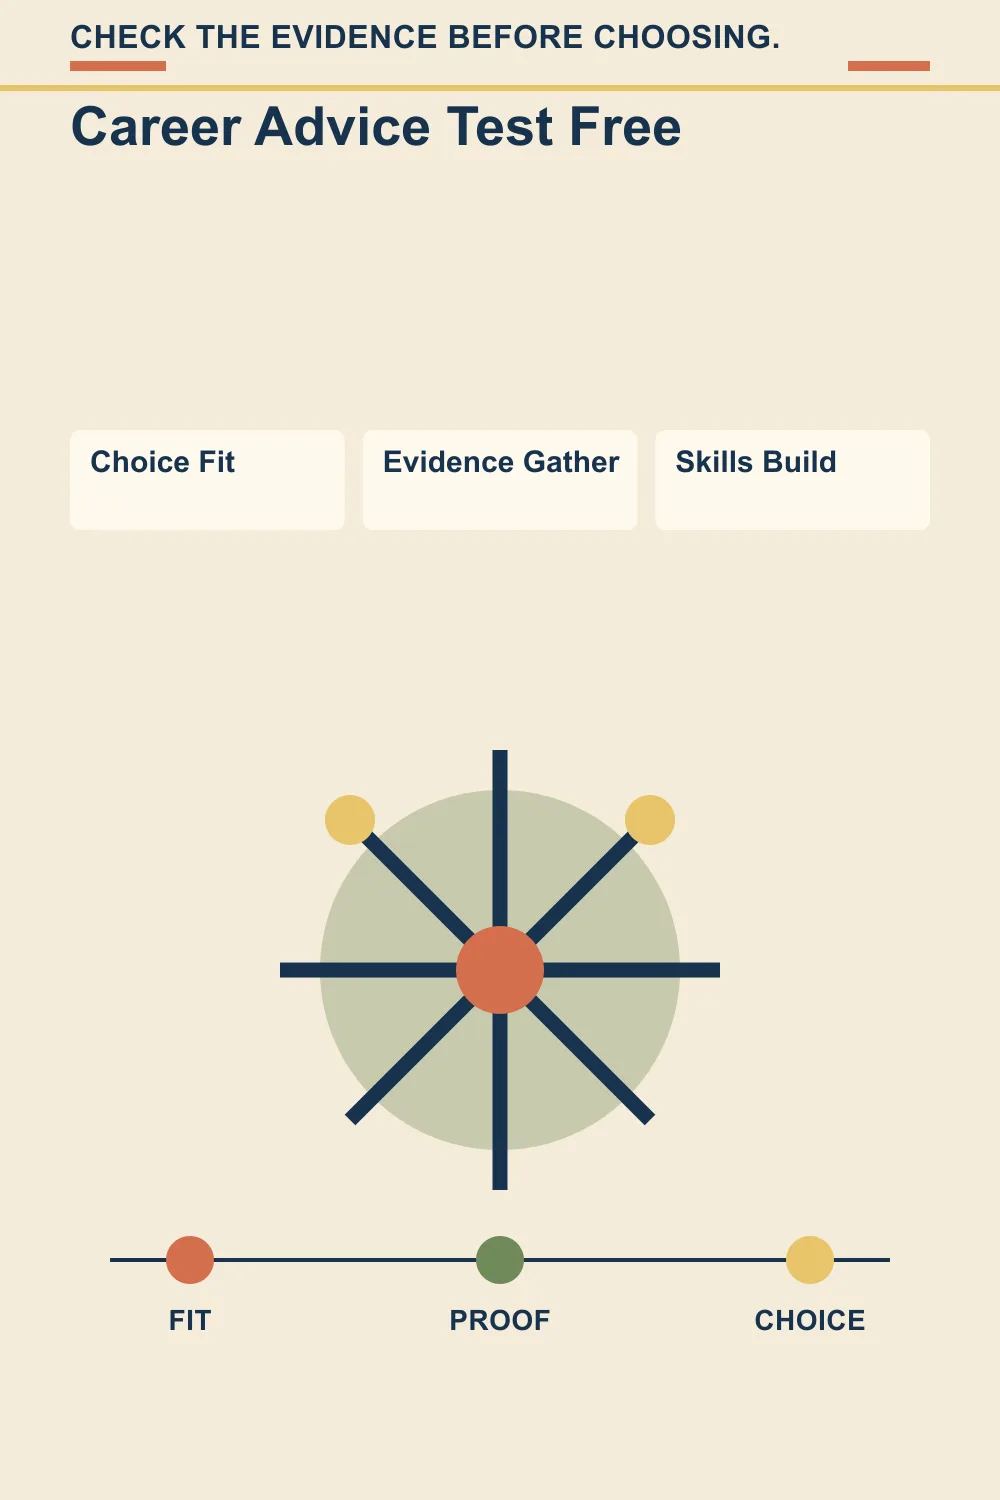 CHECK THE EVIDENCE BEFORE CHOOSING.
Career Advice Test Free
Choice Fit
Evidence Gather
Skills Build
FIT
PROOF
CHOICE